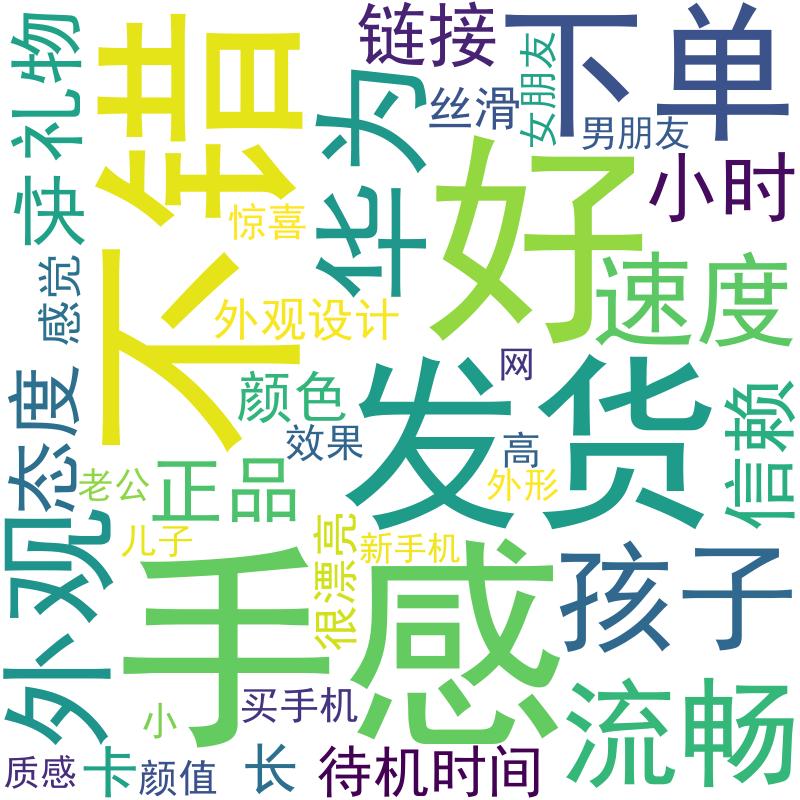 礼物
不错
链接
下单
华为
丝滑
女朋友
男朋友
好
小时
快
惊喜
感觉
外观设计
速度
网
发货
颜色
态度
效果
高
信赖
老公
正品
外形
外观
儿子
很漂亮
新手机
手感
孩子
流畅
小
买手机
质感
卡
颜值
长
待机时间